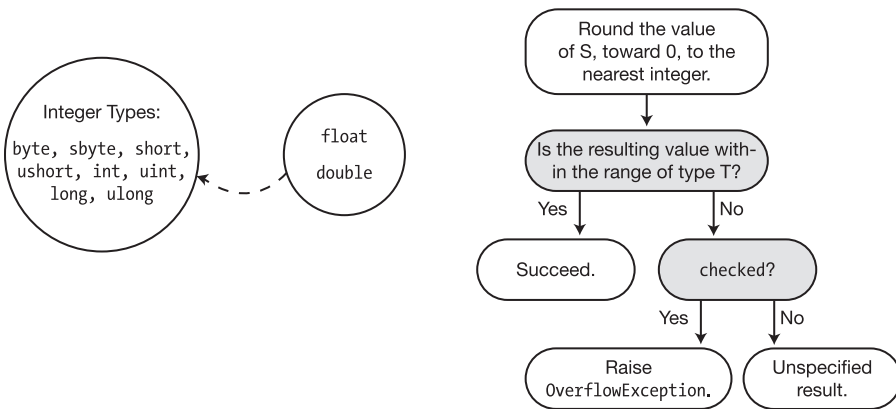 Integer Types:
byte, sbyte, short,
ushort, int, uint,
long, ulong
float
double
Round the value
of S, toward 0, to the
nearest integer.
Is the resulting value with-
in the range of type T?
Yes
No
Succeed.
checked?
Yes
No
Raise
OverflowException.
Unspecified
result.